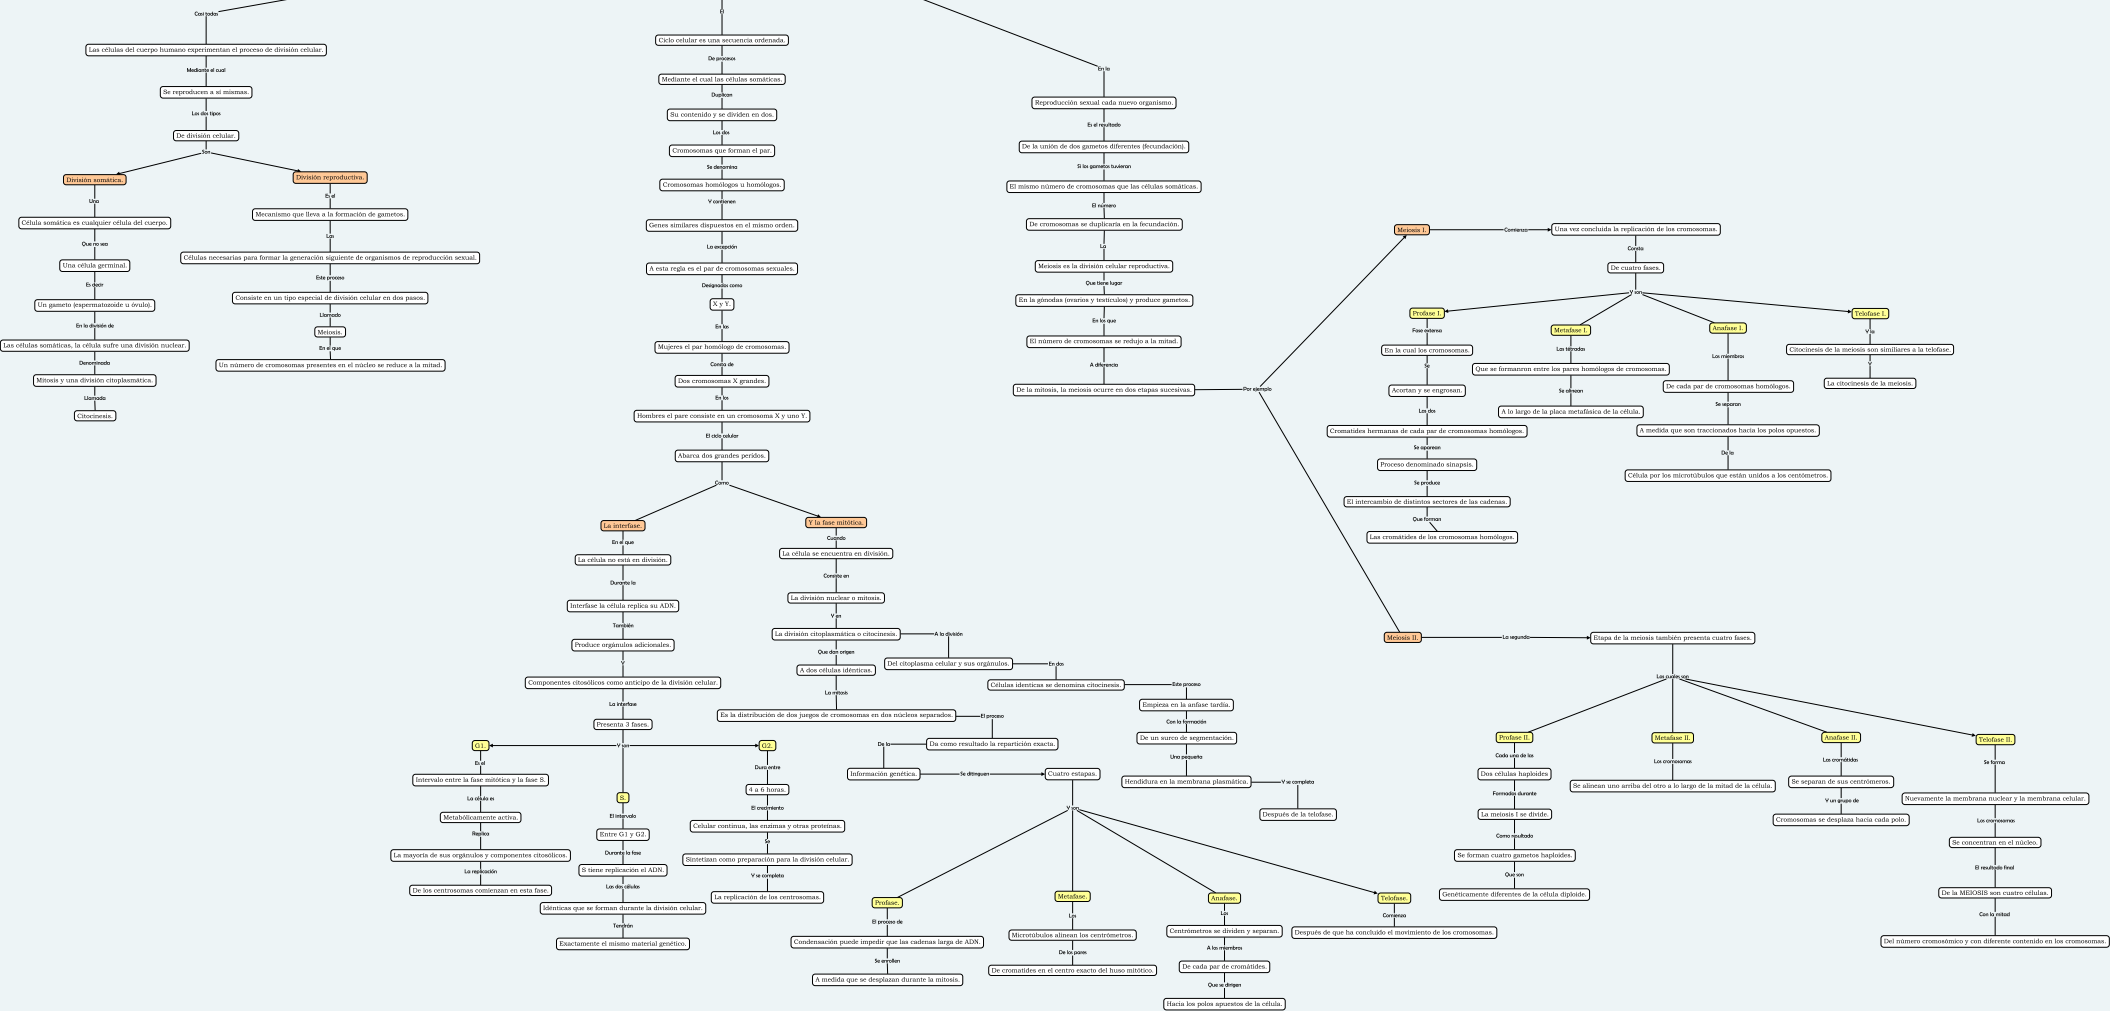 Casi todas
Las células del cuerpo humano experimentan el proceso de división celular.
Mediante el cual
Se reproducen a sí mismas.
Los dos tipos
De división celular.
Son
División somática.
Una
Célula somática es cualquier célula del cuerpo.
Que no sea
Una célula germinal.
Es decir
Un gameto (espermatozoide u óvulo).
En la división de
Las células somáticas, la célula sufre una división nuclear.
Denominada
Mitosis y una división citoplasmática.
Llamada
Citocinesis.
División reproductiva.
Es el
Mecanismo que lleva a la formación de gametos.
Las
Células necesarias para formar la generación siguiente de organismos de reproducción sexual.
Este proceso
Consiste en un tipo especial de división celular en dos pasos.
Llamado
Meiosis.
En el que
Un número de cromosomas presentes en el núcleo se reduce a la mitad.
El
Ciclo celular es una secuencia ordenada.
De procesos
Mediante el cual las células somáticas.
Duplican
Su contenido y se dividen en dos.
Los dos
Cromosomas que forman el par.
Se denomina
Cromosomas homólogos u homólogos.
Y contienen
Genes similares dispuestos en el mismo orden.
La excepción
A esta regla es el par de cromosomas sexuales.
Designados como
X y Y.
En las
Mujeres el par homólogo de cromosomas.
Consta de
Dos cromosomas X grandes.
En los
Hombres el pare consiste en un cromosoma X y uno Y.
El ciclo celular
Abarca dos grandes perídos.
Como
La interfase.
En el que
La célula no está en división.
Durante la
Interfase la célula replica su ADN.
También
Produce orgánulos adicionales.
Y
Componentes citosólicos como anticipo de la división celular.
La interfase
Presenta 3 fases.
Y son
G1.
Es el
Intervalo entre la fase mitótica y la fase S.
La célula es
Metabólicamente activa.
Replica
La mayoría de sus orgánulos y componentes citosólicos.
La replicación
De los centrosomas comienzan en esta fase.
S.
El intervalo
Entre G1 y G2.
Durante la fase
S tiene replicación el ADN.
Las dos células
Idénticas que se forman durante la división celular.
Tendrán
Exactamente el mismo material genético.
G2.
Dura entre
4 a 6 horas.
El crecimiento
Celular continua, las enzimas y otras proteínas.
Se
Sintetizan como preparación para la división celular.
Y se completa
La replicación de los centrosomas.
Y la fase mitótica.
Cuando
La célula se encuentra en división.
Consiste en
La división nuclear o mitosis.
Y en
La división citoplasmática o citocinesis.
A la división
Del citoplasma celular y sus orgánulos.
En dos
Células identicas se denomina citocinesis.
Este proceso
Empieza en la anfase tardía.
Con la formación
De un surco de segmentación.
Una pequeña
Hendidura en la membrana plasmática.
Y se completa
Después de la telofase.
Que dan origen
A dos células idénticas.
La mitosis
Es la distribución de dos juegos de cromosomas en dos núcleos separados.
El proceso
Da como resultado la repartición exacta.
De la
Información genética.
Se ditinguen
Cuatro estapas.
Y son
Profase.
El proceso de
Condensación puede impedir que las cadenas larga de ADN.
Se enrollen
A medida que se desplazan durante la mitosis.
Metafase.
Los
Microtúbulos alinean los centrómetros.
De los pares
De cromatides en el centro exacto del huso mitótico.
Anafase.
Los
Centrómetros se dividen y separan.
A los miembros
De cada par de cromátides.
Que se dirigen
Hacia los polos apuestos de la célula.
Telofase.
Comienza
Después de que ha concluido el movimiento de los cromosomas.
En la
Reproducción sexual cada nuevo organismo.
Es el resultado
De la unión de dos gametos diferentes (fecundación).
Si los gametos tuvieran
El mismo número de cromosomas que las células somáticas.
El número
De cromosomas se duplicaría en la fecundación.
La
Meiosis es la división celular reproductiva.
Que tiene lugar
En la gónodas (ovarios y testículos) y produce gametos.
En los que
El número de cromosomas se redujo a la mitad.
A diferencia
De la mitosis, la meiosis ocurre en dos etapas sucesivas.
Por ejemplo
Meiosis I.
Comienza
Una vez concluida la replicación de los cromosomas.
Consta
De cuatro fases.
Y son
Profase I.
Fase extensa
En la cual los cromosomas.
Se
Acortan y se engrosan.
Las dos
Cromatides hermanas de cada par de cromosomas homólogos.
Se aparean
Proceso denominado sinapsis.
Se produce
El intercambio de distintos sectores de las cadenas.
Que forman
Las cromátides de los cromosomas homólogos.
Metafase I.
Las tétradas
Que se formanron entre los pares homólogos de cromosomas.
Se alinean
A lo largo de la placa metafásica de la célula.
Anafase I.
Los miembros
De cada par de cromosomas homólogos.
Se separan
A medida que son traccionados hacia los polos opuestos.
De la
Célula por los microtúbulos que están unidos a los centómetros.
Telofase I.
Y la
Citocinesis de la meiosis son similiares a la telofase.
Y
La citocinesis de la meiosis.
Meiosis II.
La segunda
Etapa de la meiosis también presenta cuatro fases.
Las cuales son
Profase II.
Cada una de las
Dos células haploides
Formadas durante
La meiosis I se divide.
Como resultado
Se forman cuatro gametos haploides.
Que son
Genéticamente diferentes de la célula diploide.
Metafase II.
Los cromosomas
Se alinean uno arriba del otro a lo largo de la mitad de la célula.
Anafase II.
Las cromátidas
Se separan de sus centrómeros.
Y un grupo de
Cromosomas se desplaza hacia cada polo.
Telofase II.
Se forma
Nuevamente la membrana nuclear y la membrana celular.
Los cromosomas
Se concentran en el núcleo.
El resultado final
De la MEIOSIS son cuatro células.
Con la mitad
Del número cromosómico y con diferente contenido en los cromosomas.